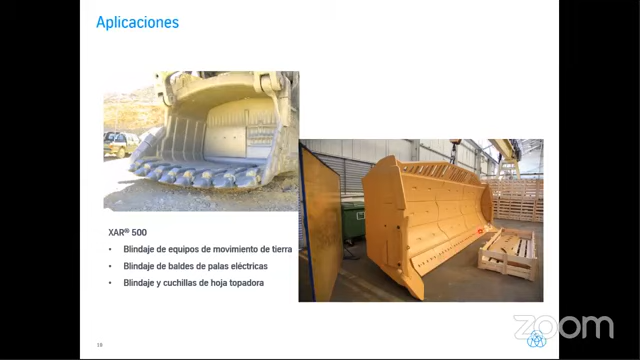 Aplicaciones
XAR® 500
• Blindaje de equipos de movimiento de tierra
• Blindaje de baldes de palas eléctricas
• Blindaje y cuchillas de hoja topadora
18
zoom